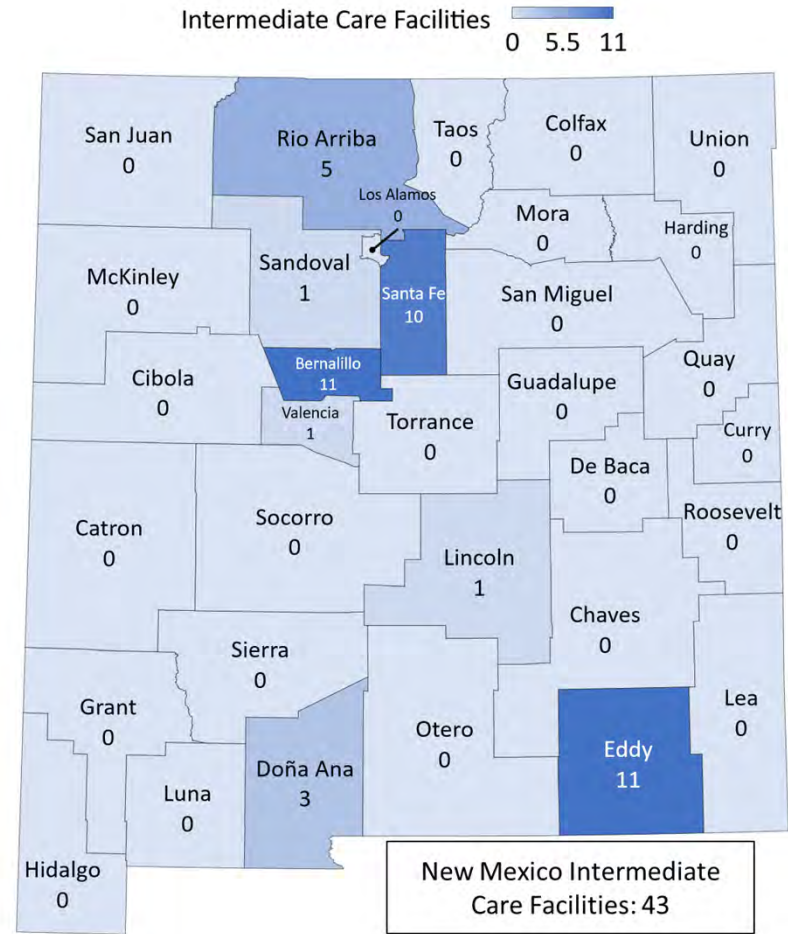 Intermediate Care Facilities
0 5.5 11
San Juan
0
Rio Arriba
5
Taos
0
Colfax
0
Union
0
Los Alamos
0
Mora
0
Harding
0
McKinley
0
Sandoval
1
Santa Fe
10
San Miguel
0
Cibola
0
Bernalillo
11
Valencia
1
Torrance
0
Guadalupe
0
Quay
0
Curry
0
De Baca
0
Roosevelt
0
Catron
0
Socorro
0
Lincoln
1
Chaves
0
Sierra
0
Grant
0
Luna
0
Doña Ana
3
Otero
0
Eddy
11
Lea
0
Hidalgo
0
New Mexico Intermediate
Care Facilities: 43